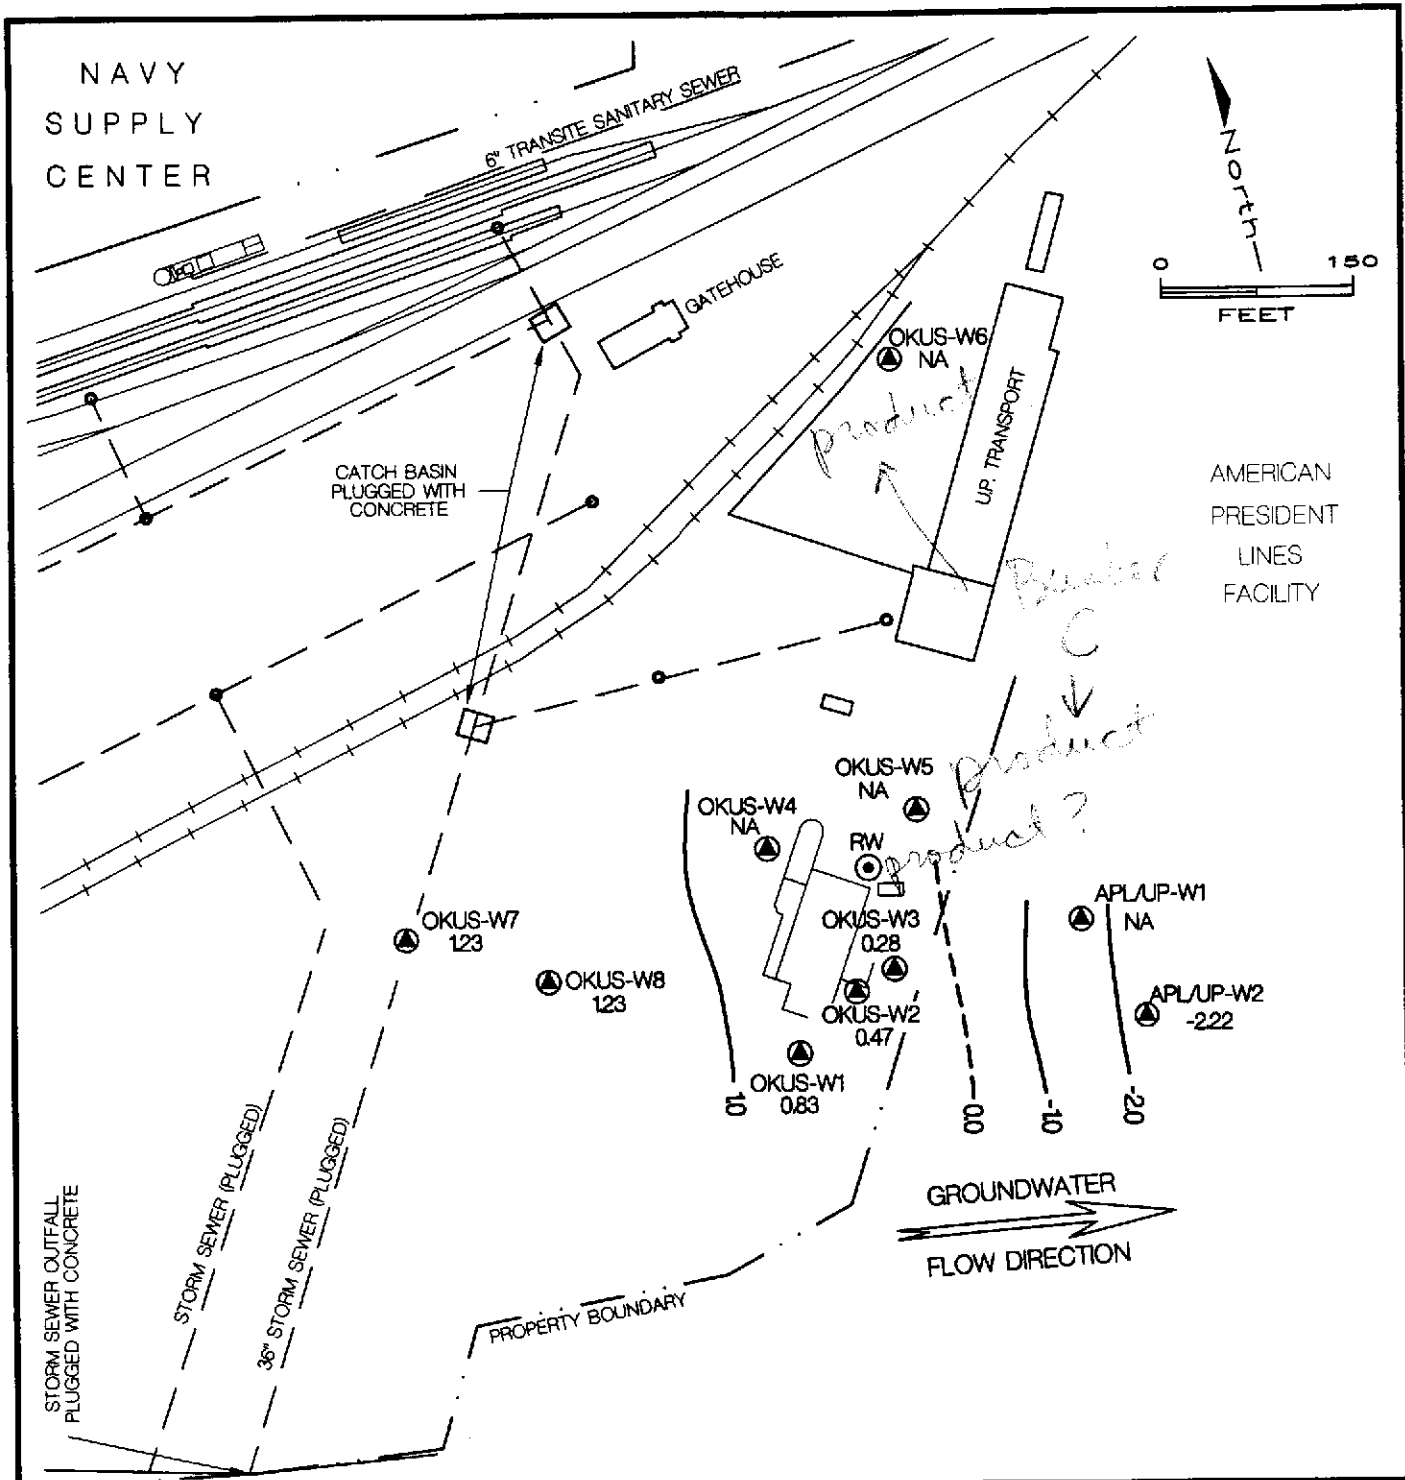 NAVY
SUPPLY
CENTER
6" TRANSITE SANITARY SEWER
North
0 150
FEET
GATEHOUSE
OKUS-W6
NA
product
U.P. TRANSPORT
CATCH BASIN
PLUGGED WITH
CONCRETE
AMERICAN
PRESIDENT
LINES
FACILITY
Bunker
C
product
product?
OKUS-W5
NA
OKUS-W4
NA
RW
OKUS-W3
0.28
APL/UP-W1
NA
OKUS-W7
1.23
OKUS-W8
1.23
OKUS-W2
0.47
APL/UP-W2
-2.22
OKUS-W1
0.83
1.0
0.0
-1.0
-2.0
GROUNDWATER
FLOW DIRECTION
PROPERTY BOUNDARY
STORM SEWER (PLUGGED)
36" STORM SEWER (PLUGGED)
STORM SEWER OUTFALL
PLUGGED WITH CONCRETE